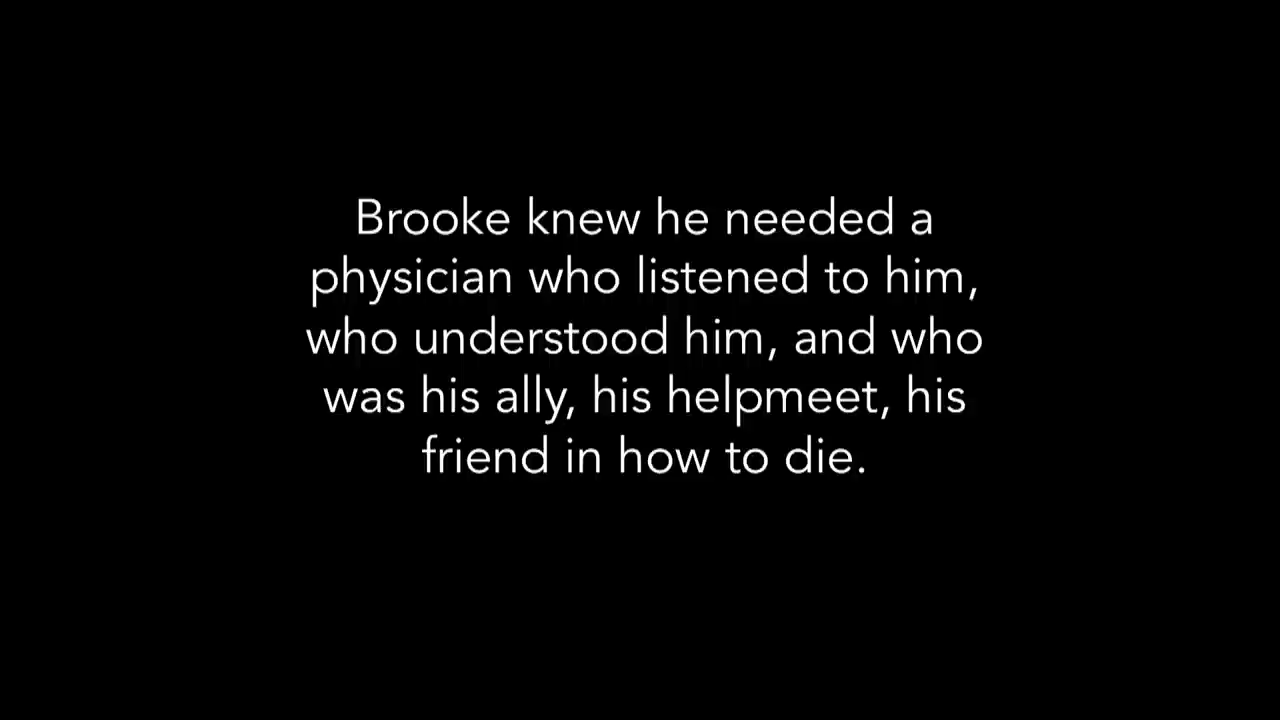 Brooke knew he needed a
physician who listened to him,
who understood him, and who
was his ally, his helpmeet, his
friend in how to die.